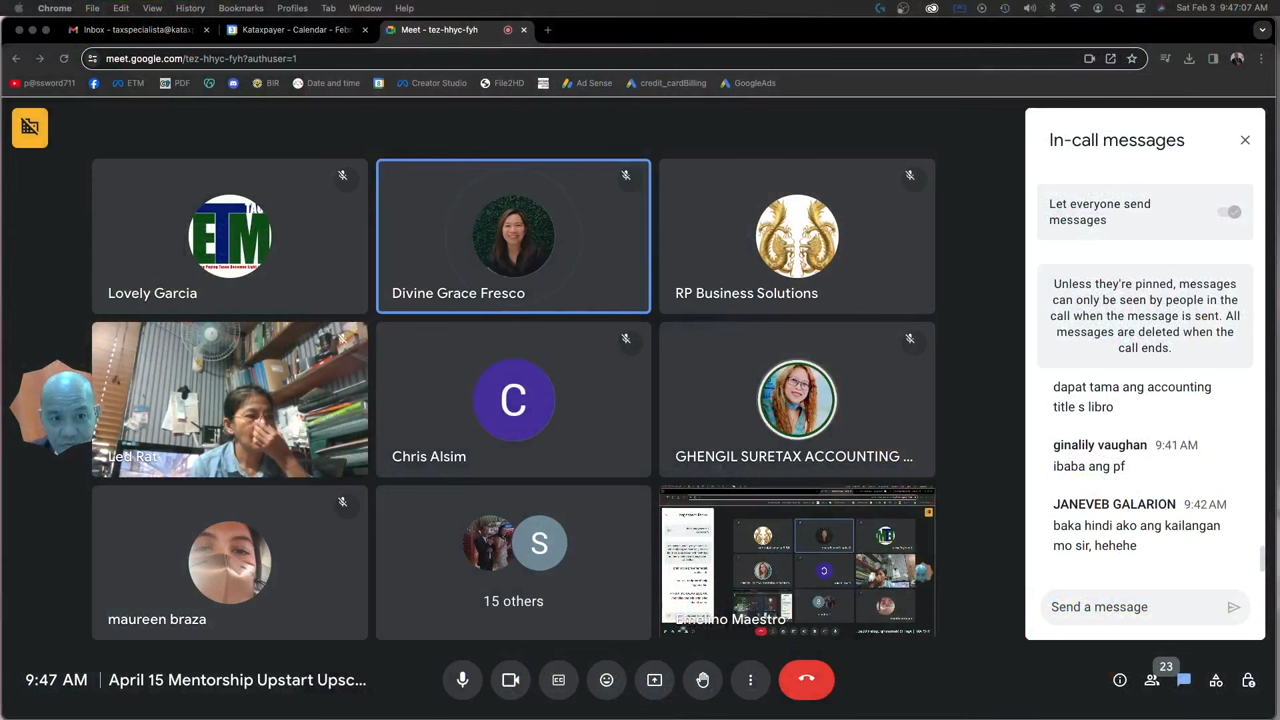 Chrome File Edit View History Bookmarks Profiles Tab Window Help
Sat Feb 3 9:47:07 AM
Inbox - taxspecialista@katax
Kataxpayer - Calendar - Feb
Meet - tez-hhyc-fyh
meet.google.com/tez-hhyc-fyh?authuser=1
p@ssword711
ETM
PDF
BIR
Date and time
Creator Studio
File2HD
Ad Sense
credit_cardBilling
GoogleAds
ETM
Lovely Garcia
Divine Grace Fresco
RP Business Solutions
Led Rat
C
Chris Alsim
GHENGIL SURETAX ACCOUNTING ...
maureen braza
S
15 others
Emelino Maestro
In-call messages
Let everyone send
messages
Unless they're pinned, messages
can only be seen by people in the
call when the message is sent. All
messages are deleted when the
call ends.
dapat tama ang accounting
title s libro
ginalily vaughan 9:41 AM
ibaba ang pf
JANEVEB GALARION 9:42 AM
baka hindi ako ang kailangan
mo sir, hehehe
Send a message
9:47 AM | April 15 Mentorship Upstart Upsc...
23